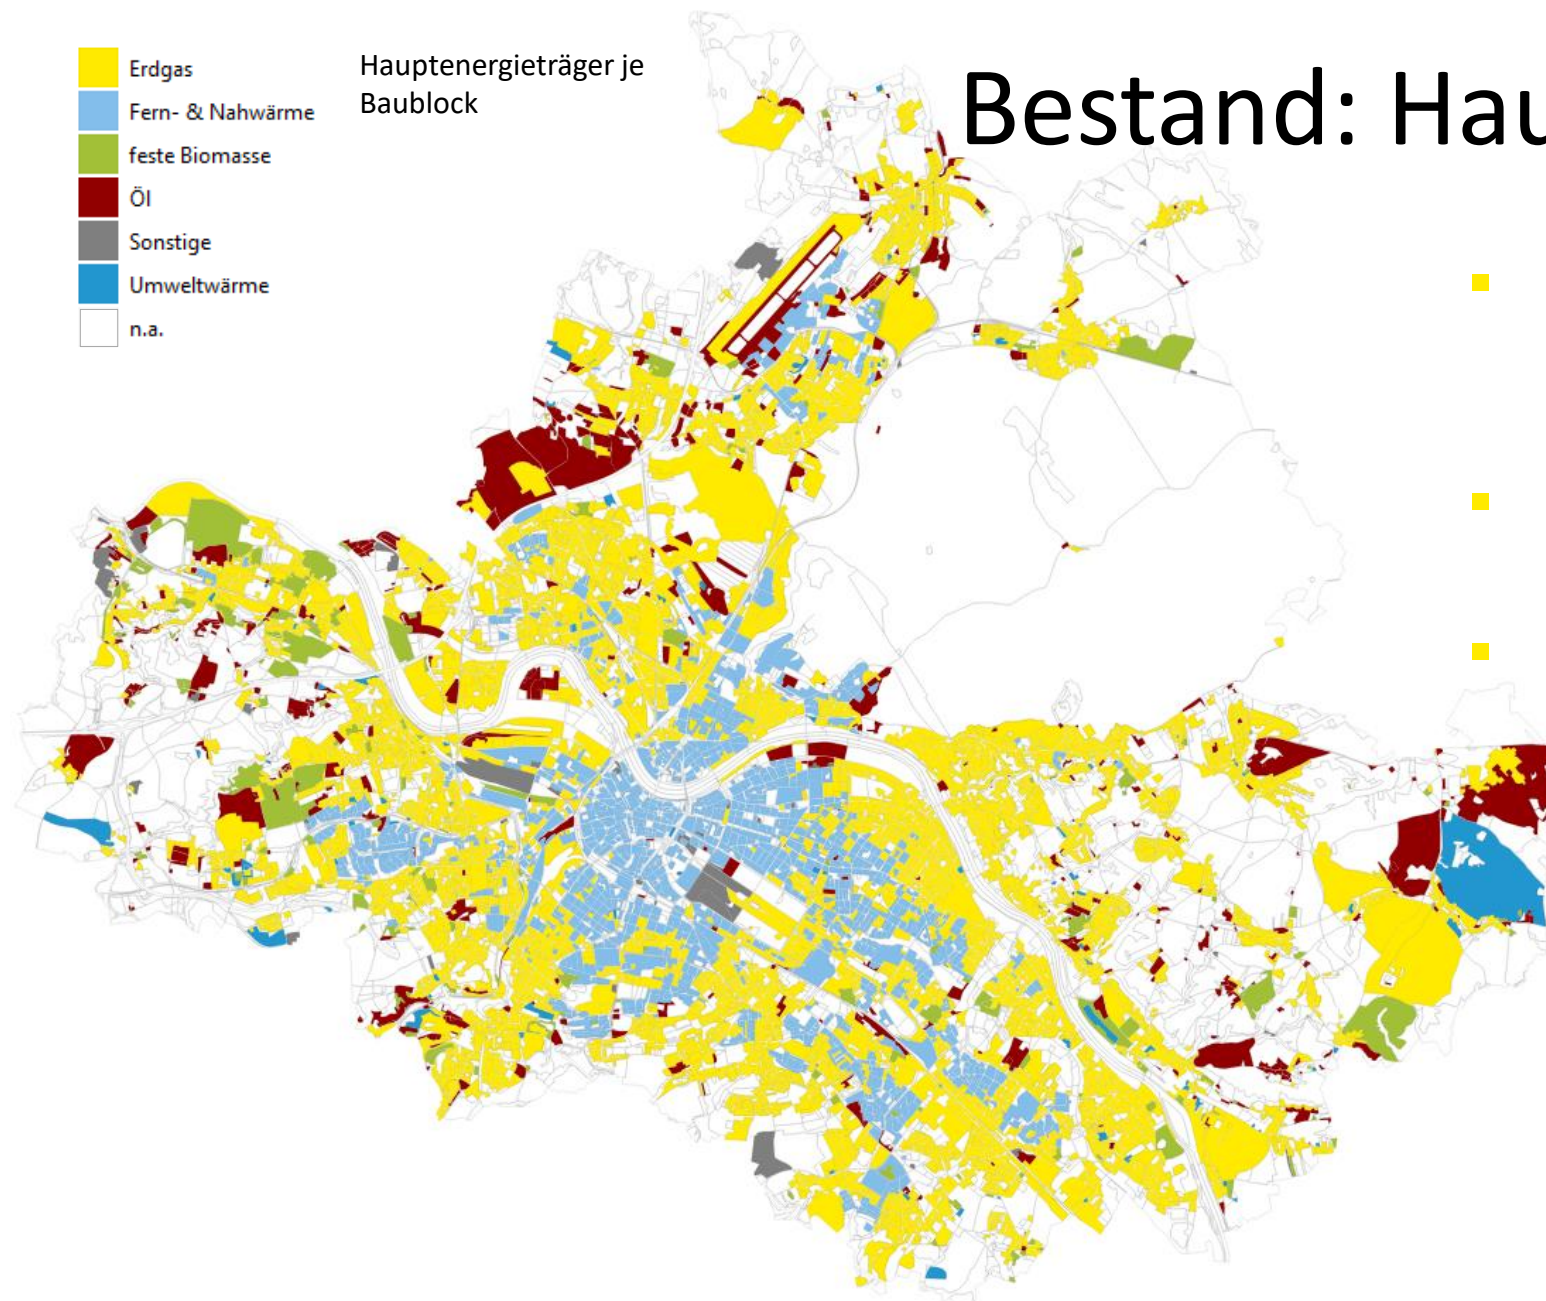 Erdgas
Fern- & Nahwärme
feste Biomasse
Öl
Sonstige
Umweltwärme
n.a.
Hauptenergieträger je
Baublock
Bestand: Hau